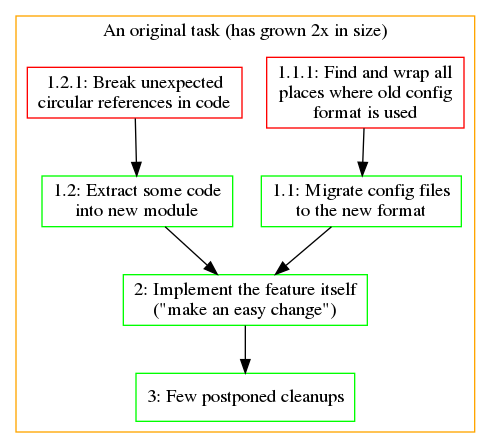 An original task (has grown 2x in size)
1.2.1: Break unexpected
circular references in code
1.1.1: Find and wrap all
places where old config
format is used
1.2: Extract some code
into new module
1.1: Migrate config files
to the new format
2: Implement the feature itself
("make an easy change")
3: Few postponed cleanups